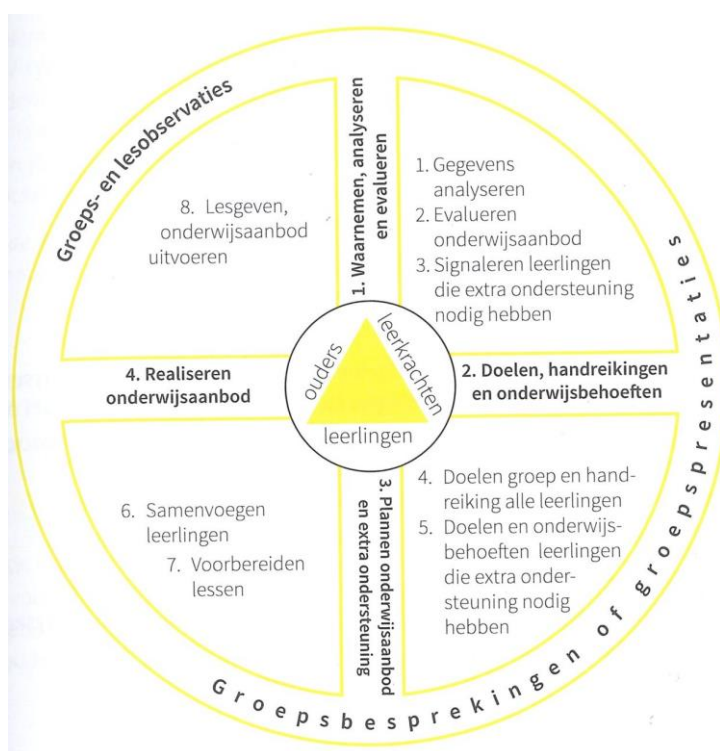 Groeps- en lesobservaties
1. Waarnemen, analyseren
en evalueren
1. Gegevens
analyseren
2. Evalueren
onderwijsaanbod
3. Signaleren leerlingen
die extra ondersteuning
nodig hebben
8. Lesgeven,
onderwijsaanbod
uitvoeren
ouders
leerkrachten
leerlingen
4. Realiseren
onderwijsaanbod
2. Doelen, handreikingen
en onderwijsbehoeften
3. Plannen onderwijsaanbod
en extra ondersteuning
4. Doelen groep en hand-
reiking alle leerlingen
5. Doelen en onderwijs-
behoeften leerlingen
die extra onder-
steuning nodig
hebben
6. Samenvoegen
leerlingen
7. Voorbereiden
lessen
Groepsbesprekingen of groepspresentaties